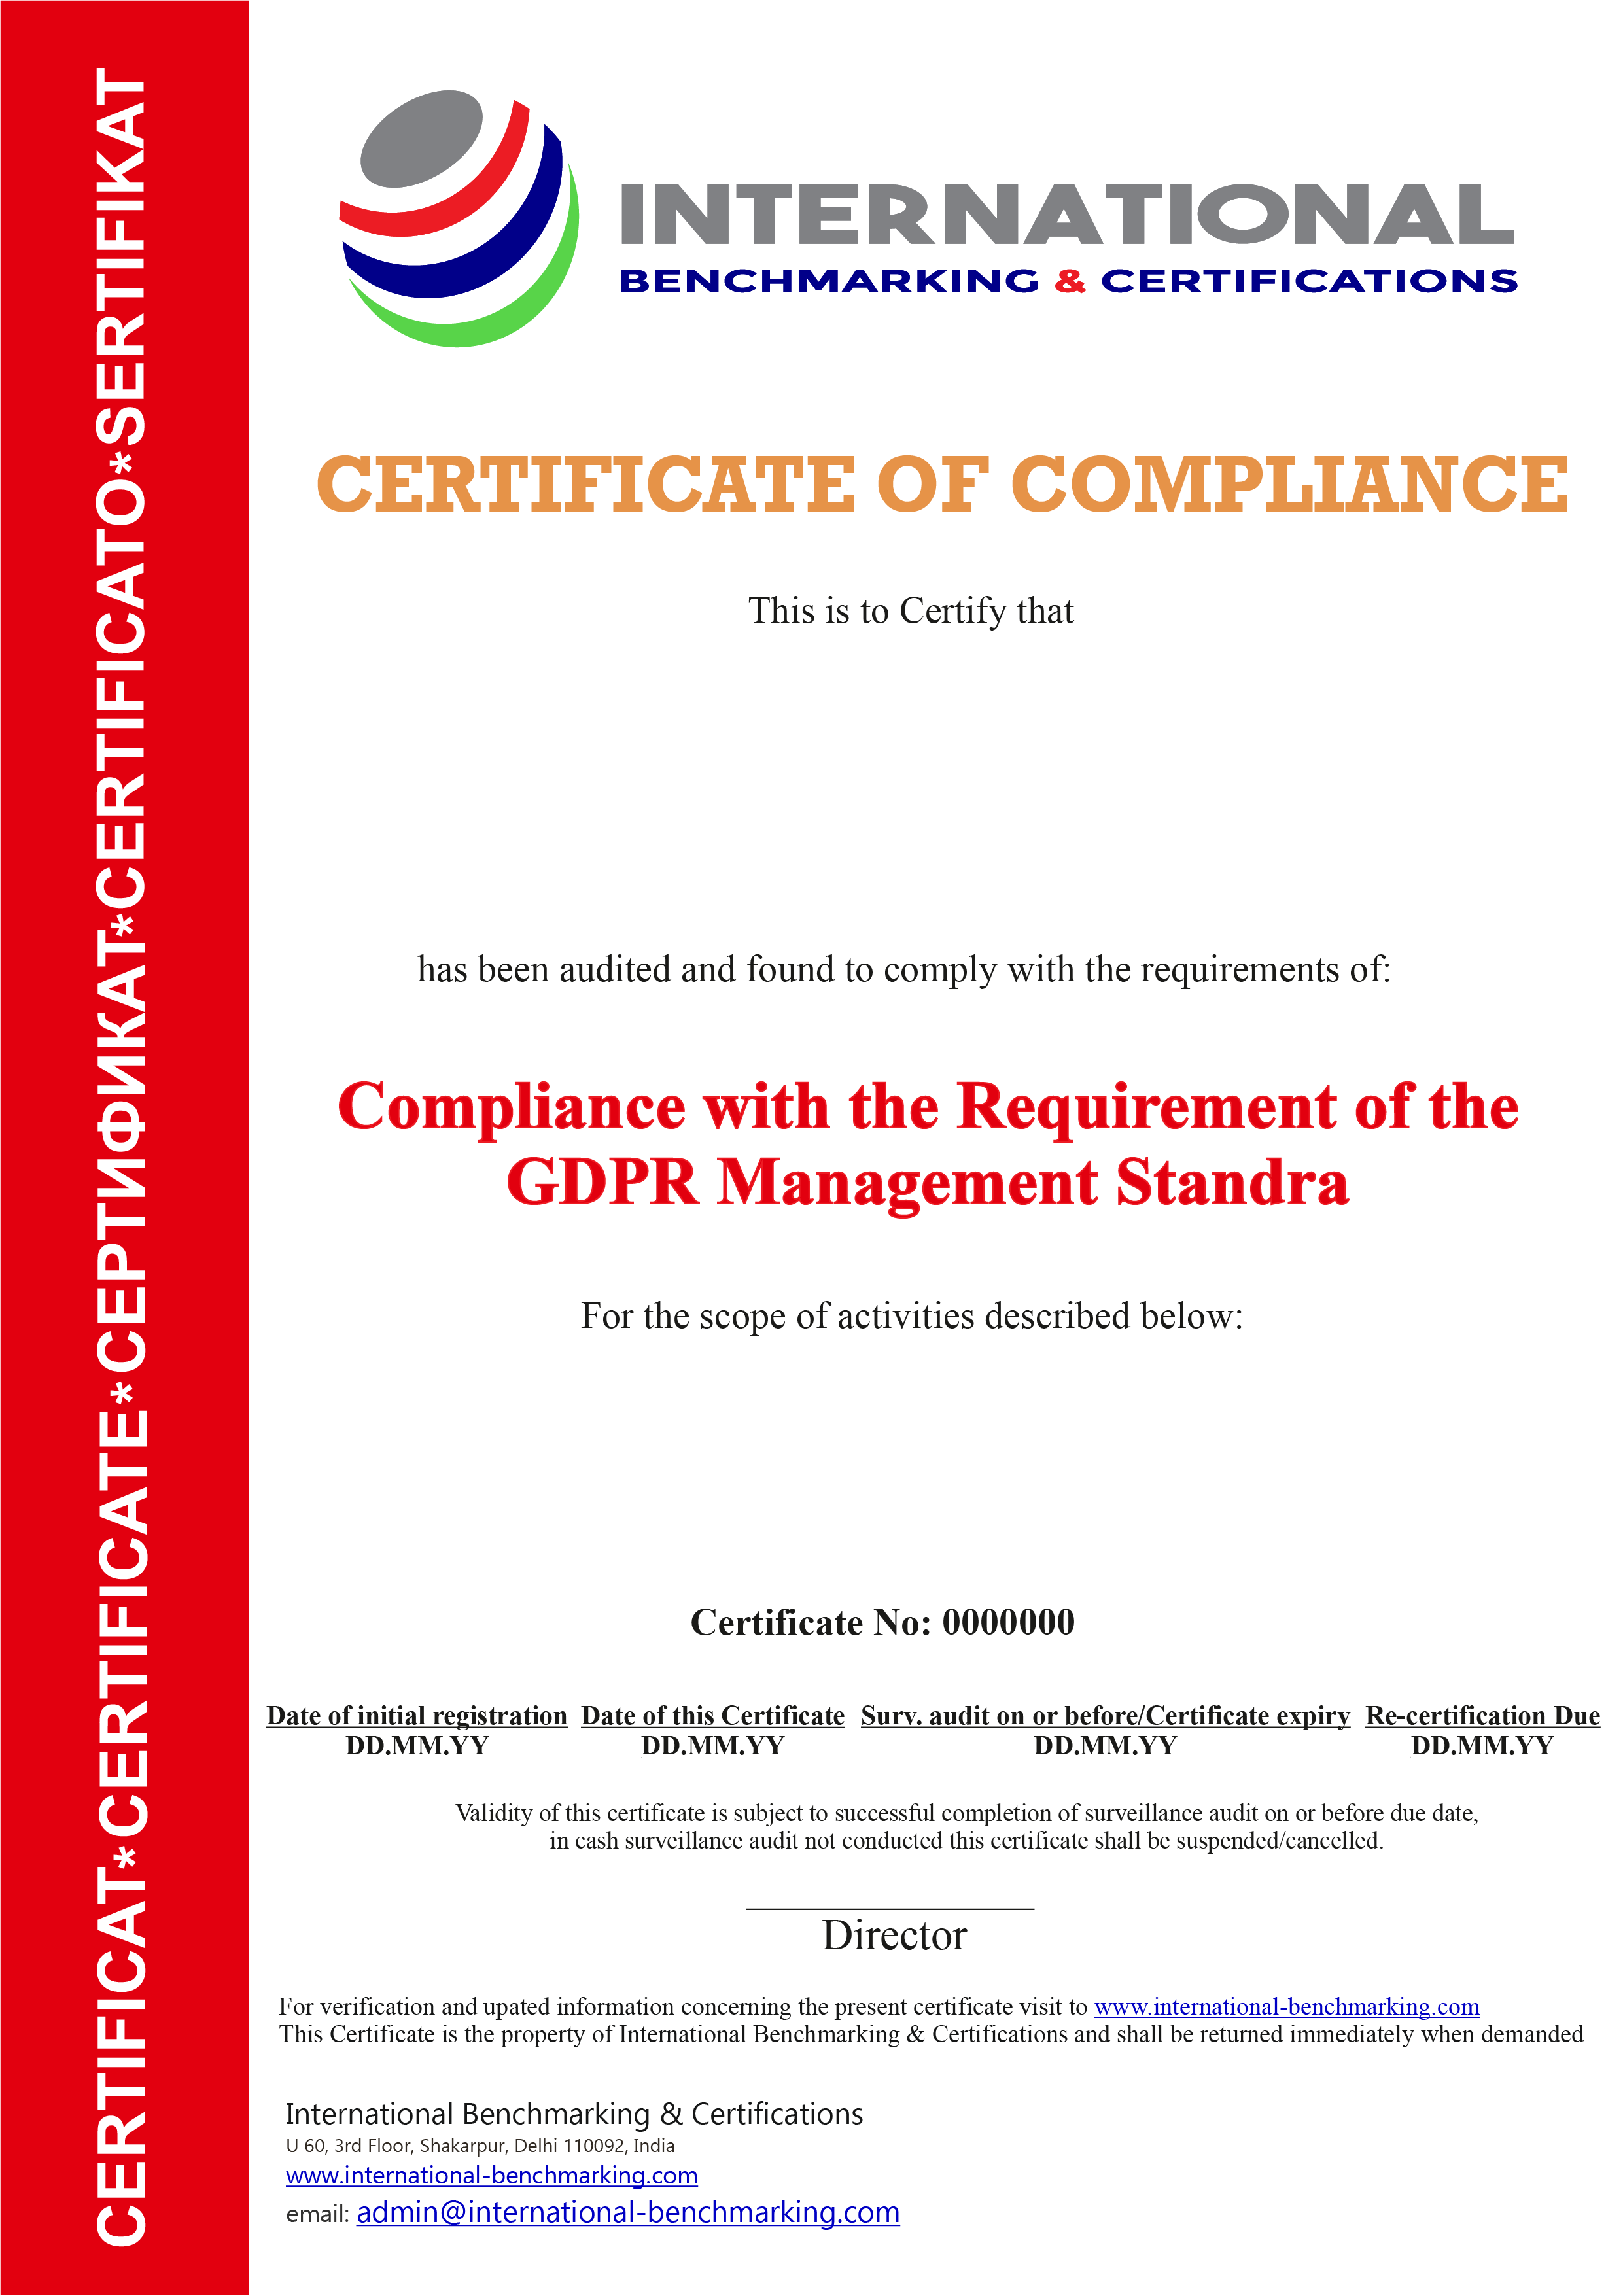 CERTIFICAT*CERTIFICATE*СЕРТИФИКАТ*CERTIFICATO*SERTIFIKAT
INTERNATIONAL
BENCHMARKING & CERTIFICATIONS
CERTIFICATE OF COMPLIANCE
This is to Certify that
has been audited and found to comply with the requirements of:
Compliance with the Requirement of the
GDPR Management Standra
For the scope of activities described below:
Certificate No: 0000000
Date of initial registration Date of this Certificate Surv. audit on or before/Certificate expiry Re-certification Due
DD.MM.YY DD.MM.YY DD.MM.YY DD.MM.YY
Validity of this certificate is subject to successful completion of surveillance audit on or before due date,
in cash surveillance audit not conducted this certificate shall be suspended/cancelled.
Director
For verification and upated information concerning the present certificate visit to www.international-benchmarking.com
This Certificate is the property of International Benchmarking & Certifications and shall be returned immediately when demanded
International Benchmarking & Certifications
U 60, 3rd Floor, Shakarpur, Delhi 110092, India
www.international-benchmarking.com
email: admin@international-benchmarking.com